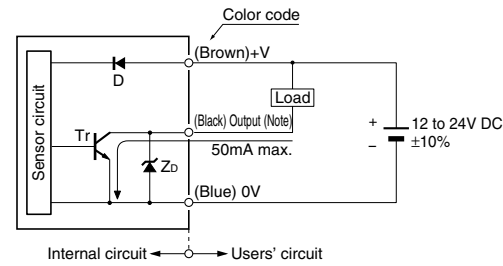 Color code
(Brown)+V
D
Load
Sensor circuit
Tr
(Black) Output (Note)
+
12 to 24V DC
50mA max.
−
±10%
ZD
(Blue) 0V
Internal circuit
Users' circuit